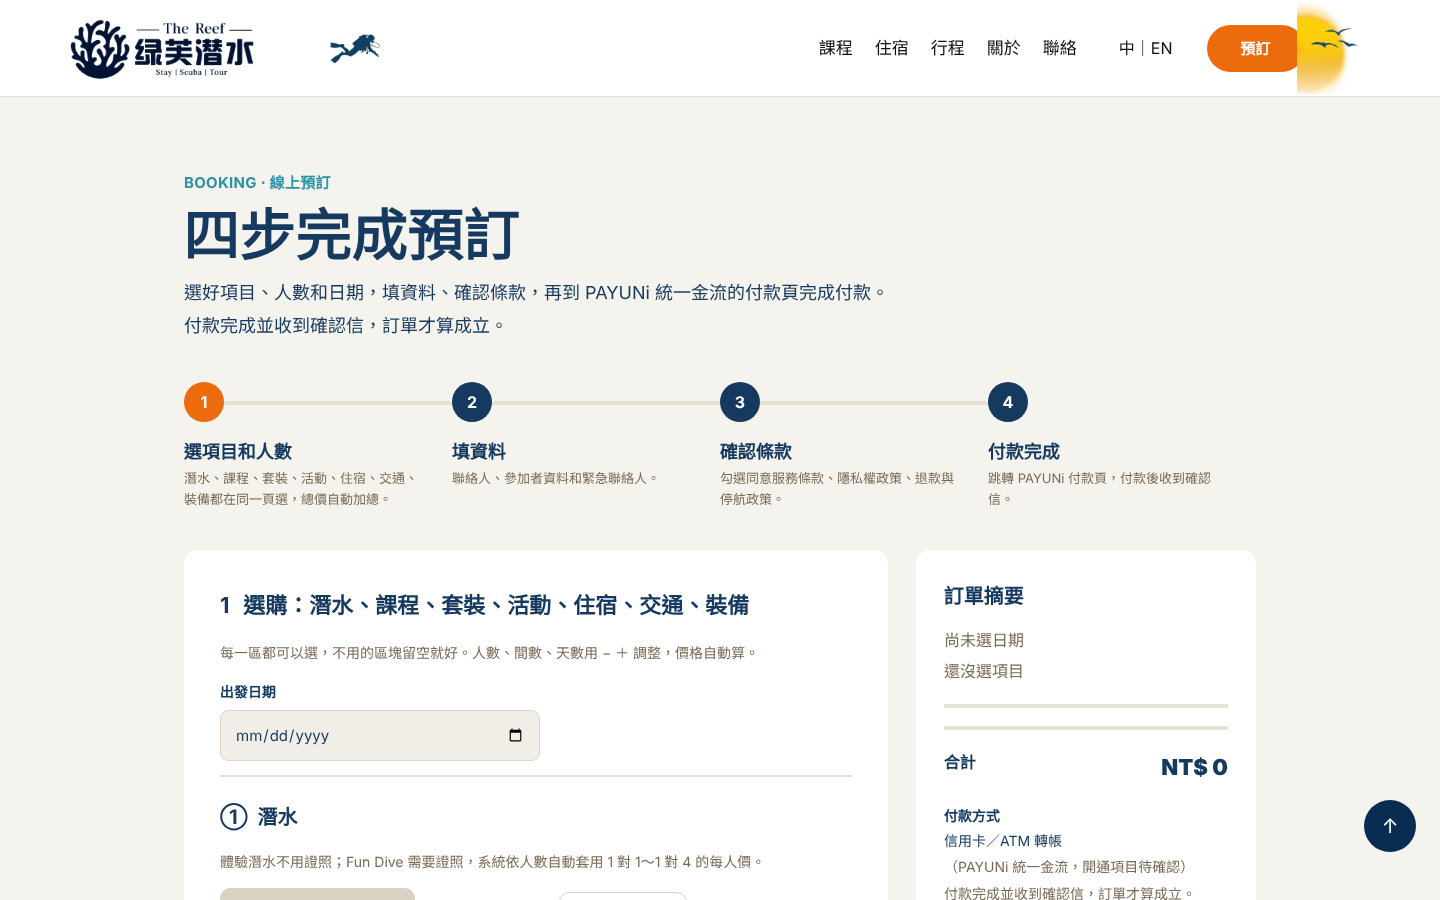 The Reef
绿芙潛水
Stay | Scuba | Tour
課程
住宿
行程
關於
聯絡
中｜EN
預訂
BOOKING · 線上預訂
四步完成預訂
選好項目、人數和日期，填資料、確認條款，再到 PAYUNi 統一金流的付款頁完成付款。
付款完成並收到確認信，訂單才算成立。
1
2
3
4
選項目和人數
潛水、課程、套裝、活動、住宿、交通、
裝備都在同一頁選，總價自動加總。
填資料
聯絡人、參加者資料和緊急聯絡人。
確認條款
勾選同意服務條款、隱私權政策、退款與
停航政策。
付款完成
跳轉 PAYUNi 付款頁，付款後收到確認
信。
1 選購：潛水、課程、套裝、活動、住宿、交通、裝備
每一區都可以選，不用的區塊留空就好。人數、間數、天數用 − ＋ 調整，價格自動算。
出發日期
mm/dd/yyyy
① 潛水
體驗潛水不用證照；Fun Dive 需要證照，系統依人數自動套用 1 對 1～1 對 4 的每人價。
訂單摘要
尚未選日期
還沒選項目
合計
NT$ 0
付款方式
信用卡／ATM 轉帳
（PAYUNi 統一金流，開通項目待確認）
付款完成並收到確認信，訂單才算成立。
↑